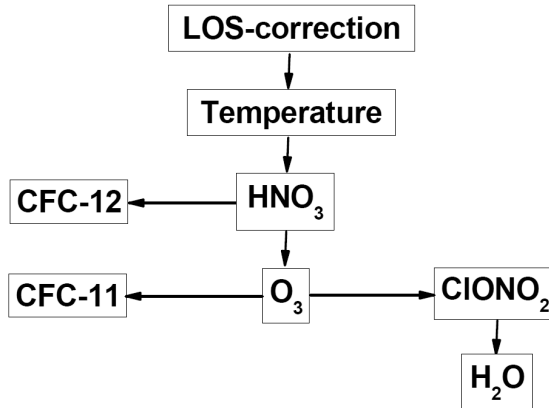 LOS-correction
Temperature
HNO₃
CFC-12
O₃
CFC-11
ClONO₂
H₂O